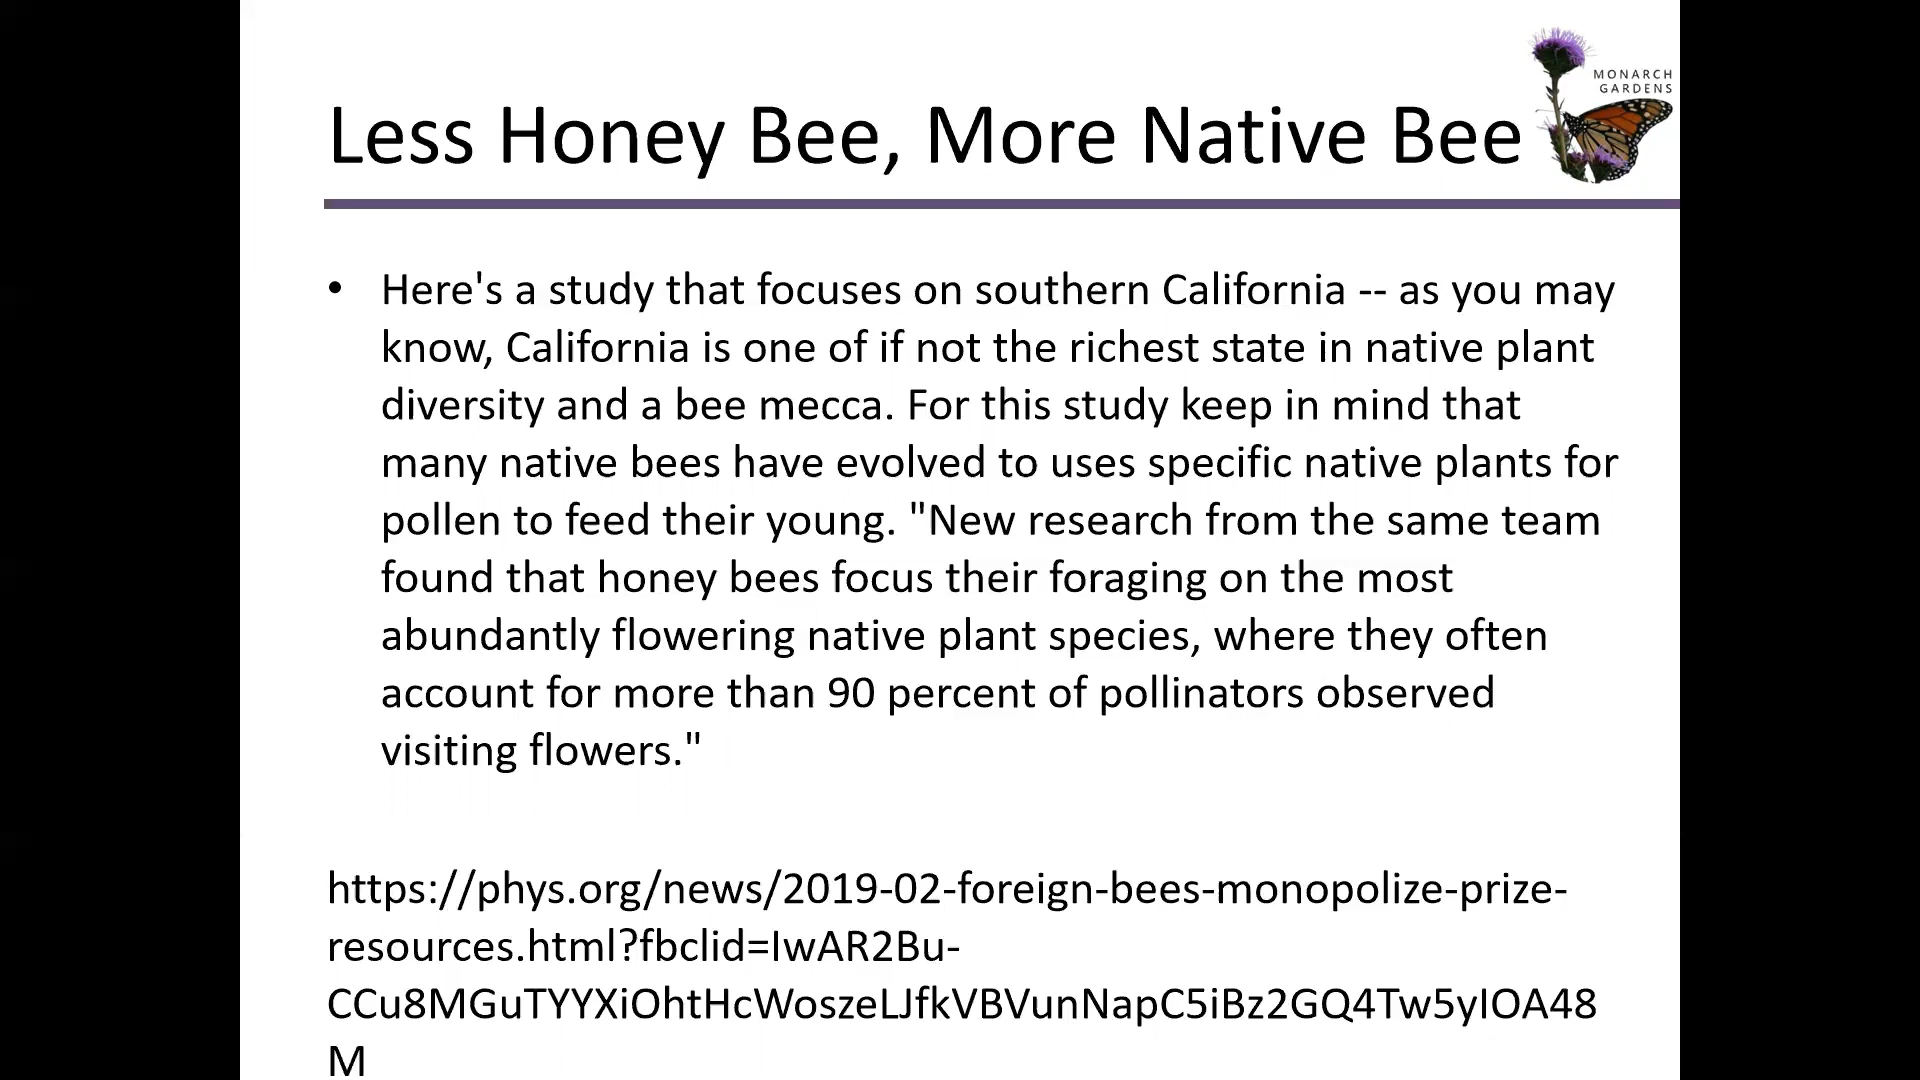 MONARCH
GARDENS
Less Honey Bee, More Native Bee
• Here's a study that focuses on southern California -- as you may
know, California is one of if not the richest state in native plant
diversity and a bee mecca. For this study keep in mind that
many native bees have evolved to uses specific native plants for
pollen to feed their young. "New research from the same team
found that honey bees focus their foraging on the most
abundantly flowering native plant species, where they often
account for more than 90 percent of pollinators observed
visiting flowers."
https://phys.org/news/2019-02-foreign-bees-monopolize-prize-
resources.html?fbclid=IwAR2Bu-
CCu8MGuTYYXiOhtHcWoszeLJfkVBVunNapC5iBz2GQ4Tw5yIOA48
M